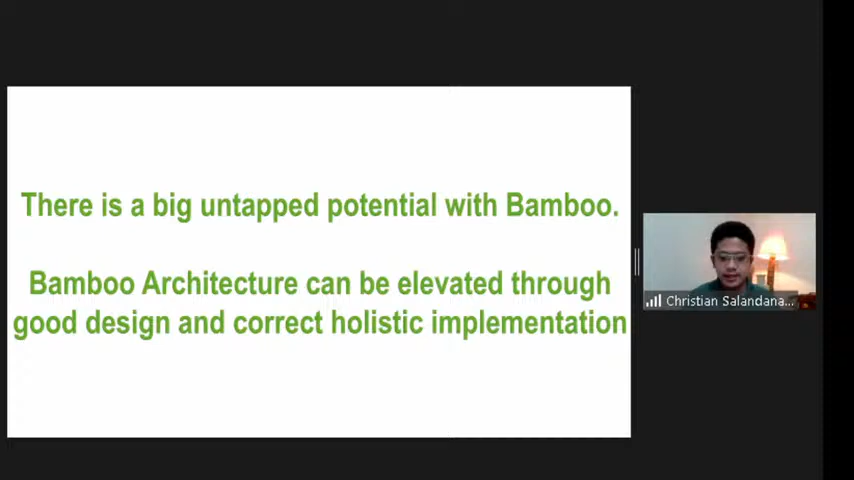 There is a big untapped potential with Bamboo.
Bamboo Architecture can be elevated through
good design and correct holistic implementation
Christian Salandana...